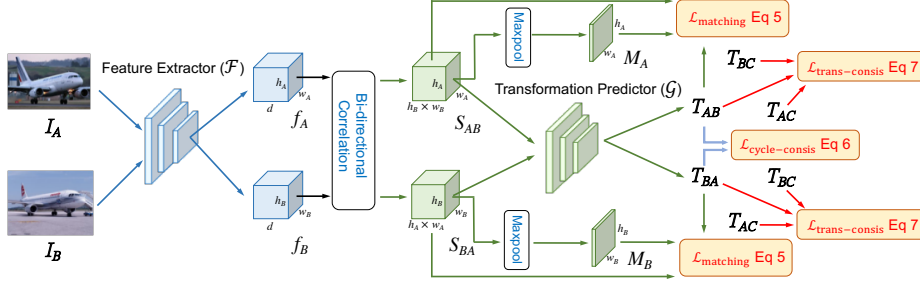 I_A
I_B
Feature Extractor (𝓕)
h_A
w_A
d
f_A
h_B
w_B
d
f_B
Bi-directional
Correlation
h_A
w_A
h_B × w_B
S_AB
h_B
w_B
h_A × w_A
S_BA
Maxpool
h_A
w_A
M_A
Maxpool
h_B
w_B
M_B
Transformation Predictor (𝒢)
T_AB
T_BA
ℒ_matching Eq 5
T_BC
ℒ_trans−consis Eq 7
T_AC
ℒ_cycle−consis Eq 6
T_BC
T_AC
ℒ_trans−consis Eq 7
ℒ_matching Eq 5